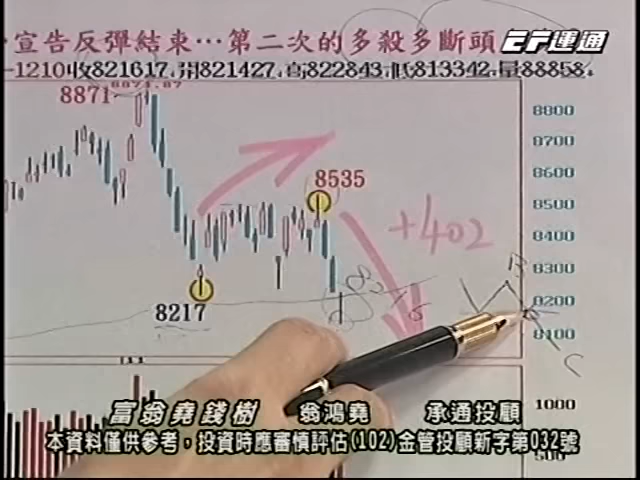 宣告反彈結束…第二次的多殺多斷頭
ET運通
-1210收821617,開821427,高822843,低813342,量88858
8871
8871.87
8800
8700
8600
8535
8500
+402
8400
8300
B
8217
8215
8200
8100
C
1000
500
富翁堯錢樹 翁鴻堯 承通投顧
本資料僅供參考,投資時應審慎評估(102)金管投顧新字第032號